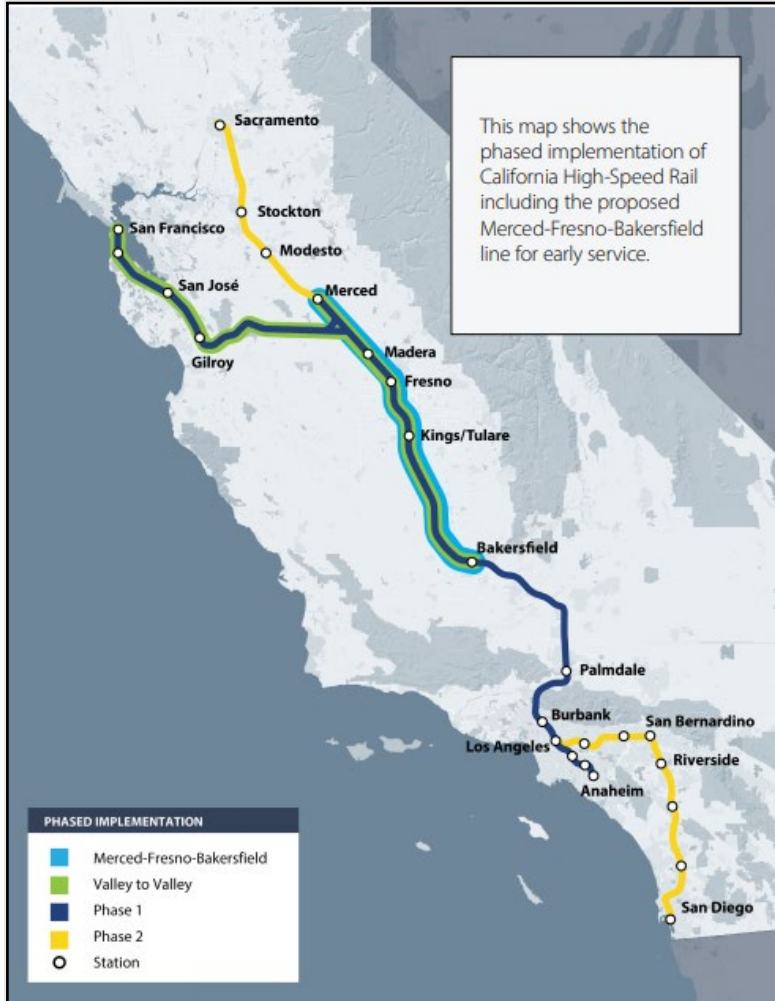 This map shows the
phased implementation of
California High-Speed Rail
including the proposed
Merced-Fresno-Bakersfield
line for early service.
Sacramento
Stockton
San Francisco
Modesto
San José
Merced
Gilroy
Madera
Fresno
Kings/Tulare
Bakersfield
Palmdale
Burbank
San Bernardino
Los Angeles
Riverside
Anaheim
San Diego
PHASED IMPLEMENTATION
Merced-Fresno-Bakersfield
Valley to Valley
Phase 1
Phase 2
Station